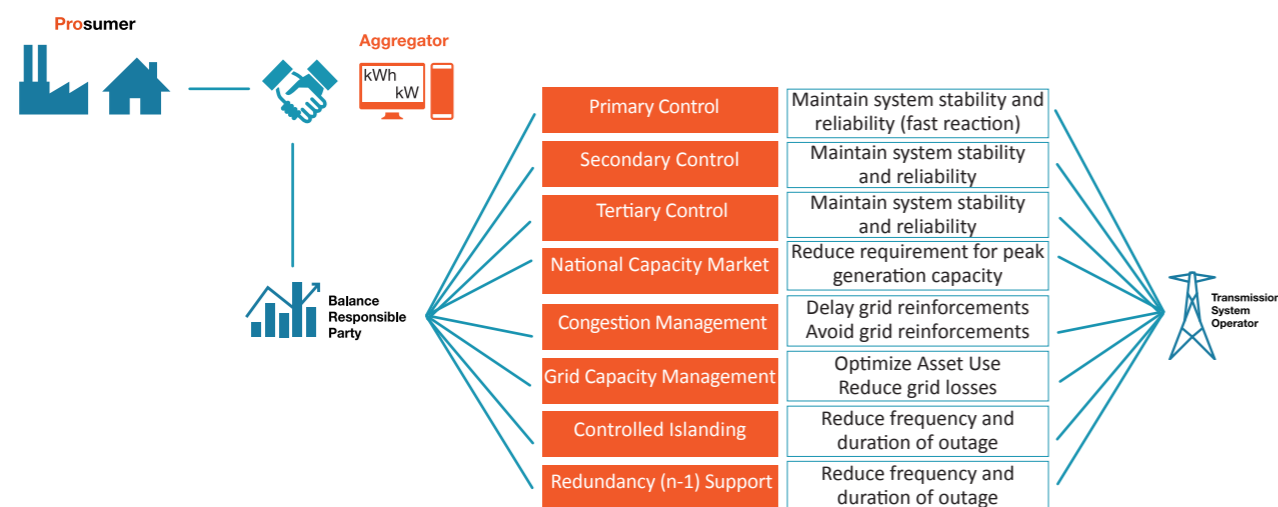 Prosumer
Aggregator
kWh
kW
Primary Control
Maintain system stability and
reliability (fast reaction)
Secondary Control
Maintain system stability
and reliability
Tertiary Control
Maintain system stability
and reliability
National Capacity Market
Reduce requirement for peak
generation capacity
Balance
Responsible
Party
Congestion Management
Delay grid reinforcements
Avoid grid reinforcements
Transmission
System
Operator
Grid Capacity Management
Optimize Asset Use
Reduce grid losses
Controlled Islanding
Reduce frequency and
duration of outage
Redundancy (n-1) Support
Reduce frequency and
duration of outage